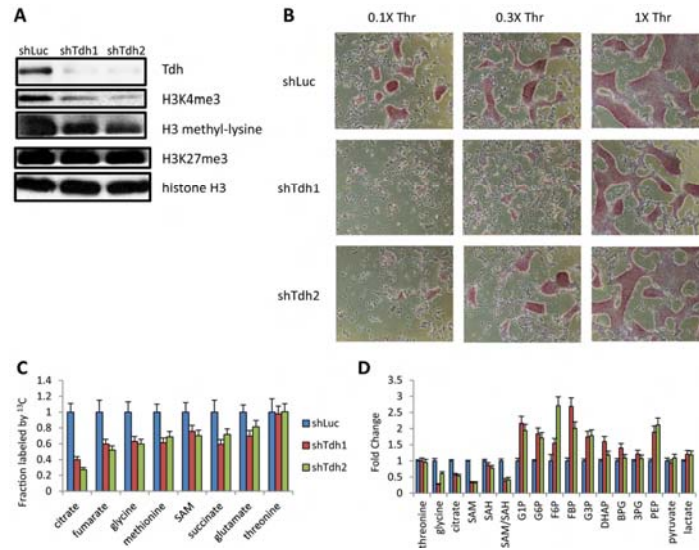 A
shLuc shTdh1 shTdh2
Tdh
H3K4me3
H3 methyl-lysine
H3K27me3
histone H3
B
0.1X Thr 0.3X Thr 1X Thr
shLuc
shTdh1
shTdh2
C
Fraction labeled by ¹³C
1.4
1.2
1
0.8
0.6
0.4
0.2
0
citrate
fumarate
glycine
methionine
SAM
succinate
glutamate
threonine
shLuc
shTdh1
shTdh2
D
Fold Change
3.5
3
2.5
2
1.5
1
0.5
0
threonine
glycine
citrate
SAM
SAH
SAM/SAH
G1P
G6P
F6P
FBP
G3P
DHAP
BPG
3PG
PEP
pyruvate
lactate